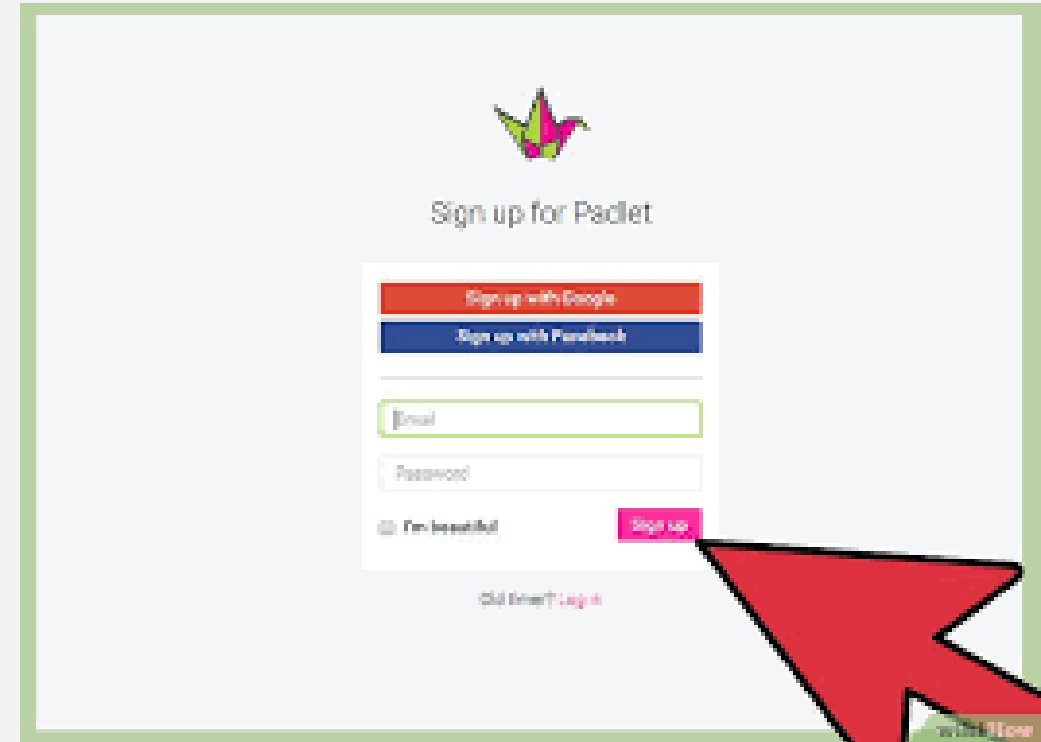 Sign up for Padlet
Sign up with Google
Sign up with Facebook
Email
Password
I'm beautiful
Sign up
Old timer? Log in
wikiHow